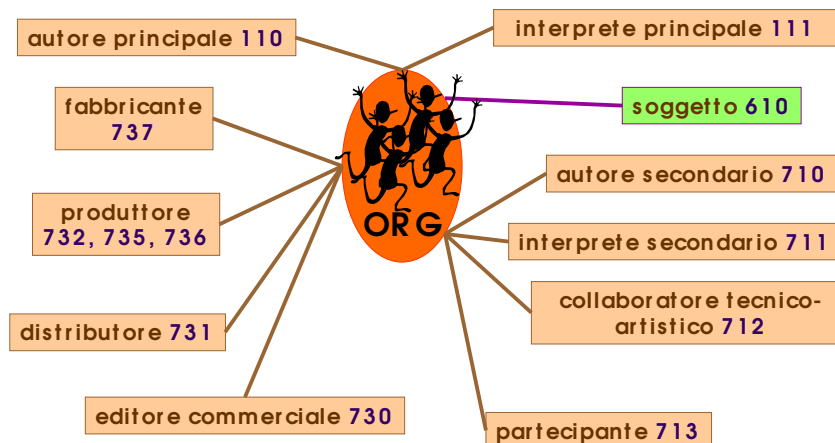 autore principale 110
interprete principale 111
fabbricante
737
soggetto 610
autore secondario 710
produttore
732, 735, 736
ORG
interprete secondario 711
collaboratore tecnico-
artistico 712
distributore 731
editore commerciale 730
partecipante 713